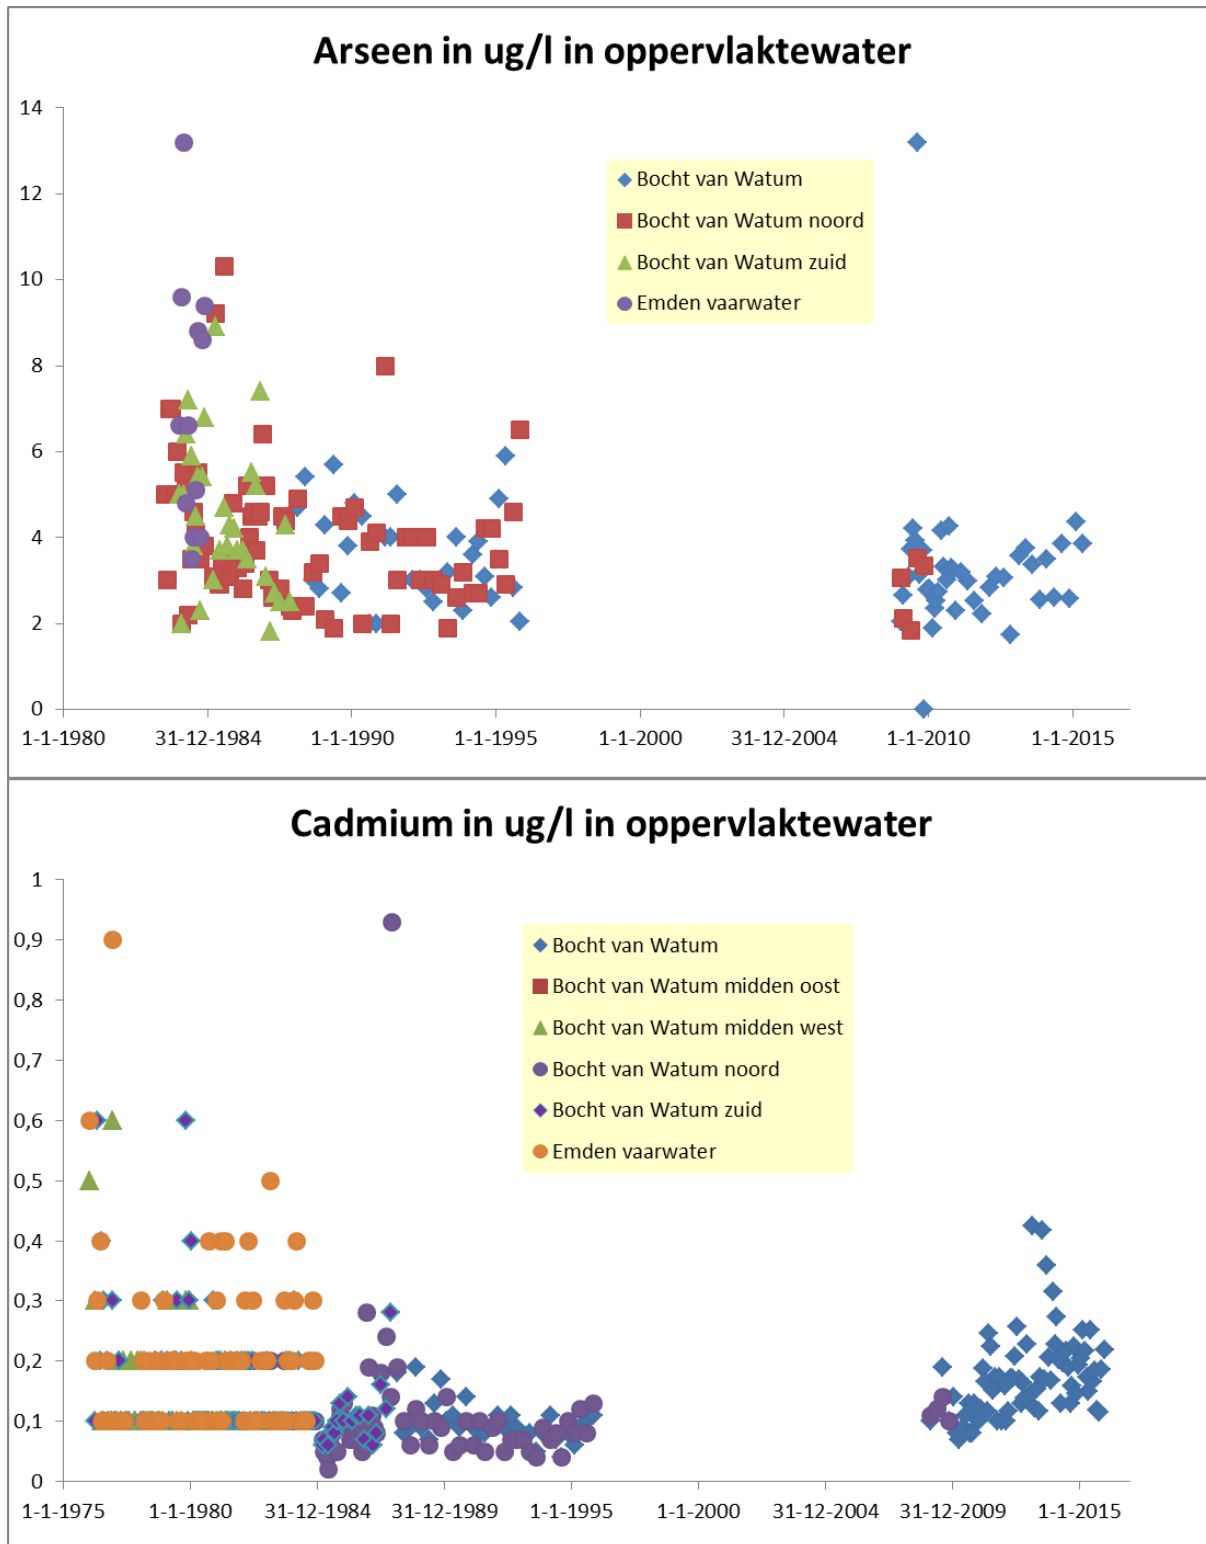 Arseen in ug/l in oppervlaktewater
14
12
10
8
6
4
2
0
Bocht van Watum
Bocht van Watum noord
Bocht van Watum zuid
Emden vaarwater
1-1-1980 31-12-1984 1-1-1990 1-1-1995 1-1-2000 31-12-2004 1-1-2010 1-1-2015
Cadmium in ug/l in oppervlaktewater
1
0,9
0,8
0,7
0,6
0,5
0,4
0,3
0,2
0,1
0
Bocht van Watum
Bocht van Watum midden oost
Bocht van Watum midden west
Bocht van Watum noord
Bocht van Watum zuid
Emden vaarwater
1-1-1975 1-1-1980 31-12-1984 31-12-1989 1-1-1995 1-1-2000 31-12-2004 31-12-2009 1-1-2015